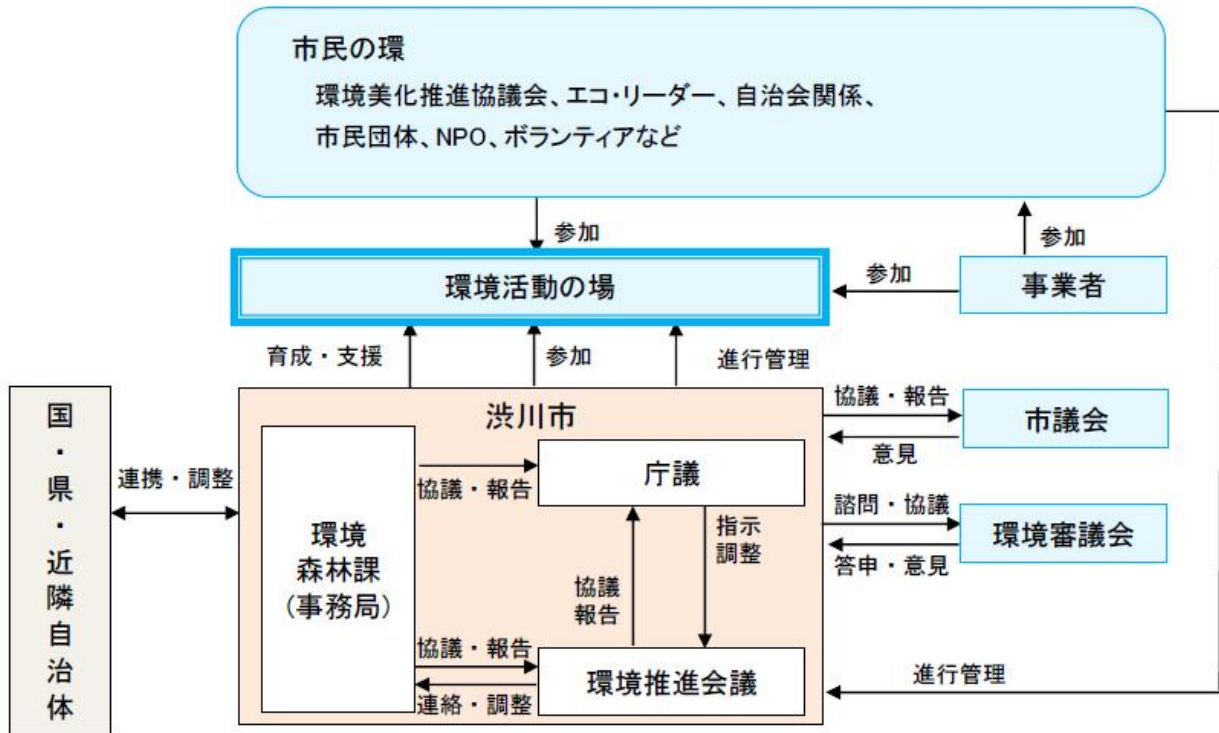 市民の環
環境美化推進協議会、エコ・リーダー、自治会関係、
市民団体、NPO、ボランティアなど
参加
参加
環境活動の場
参加
事業者
育成・支援
参加
進行管理
国・県・近隣自治体
連携・調整
渋川市
環境
森林課
(事務局)
協議・報告
庁議
指示
調整
協議
報告
協議・報告
連絡・調整
環境推進会議
協議・報告
意見
市議会
諮問・協議
答申・意見
環境審議会
進行管理